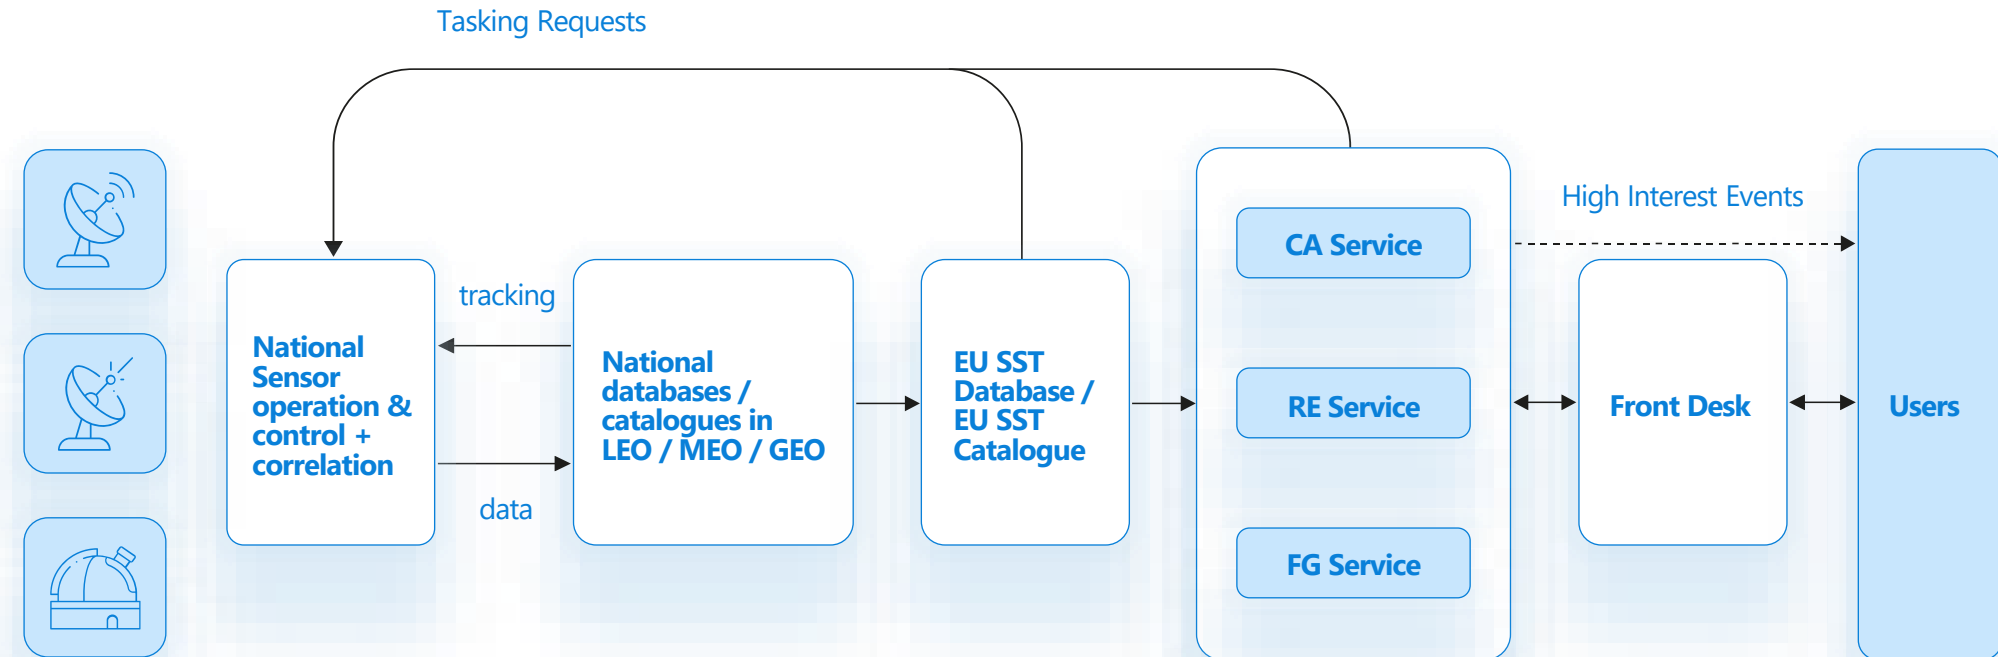 Tasking Requests
National
Sensor
operation &
control +
correlation
tracking
data
National
databases /
catalogues in
LEO / MEO / GEO
EU SST
Database /
EU SST
Catalogue
CA Service
RE Service
FG Service
High Interest Events
Front Desk
Users